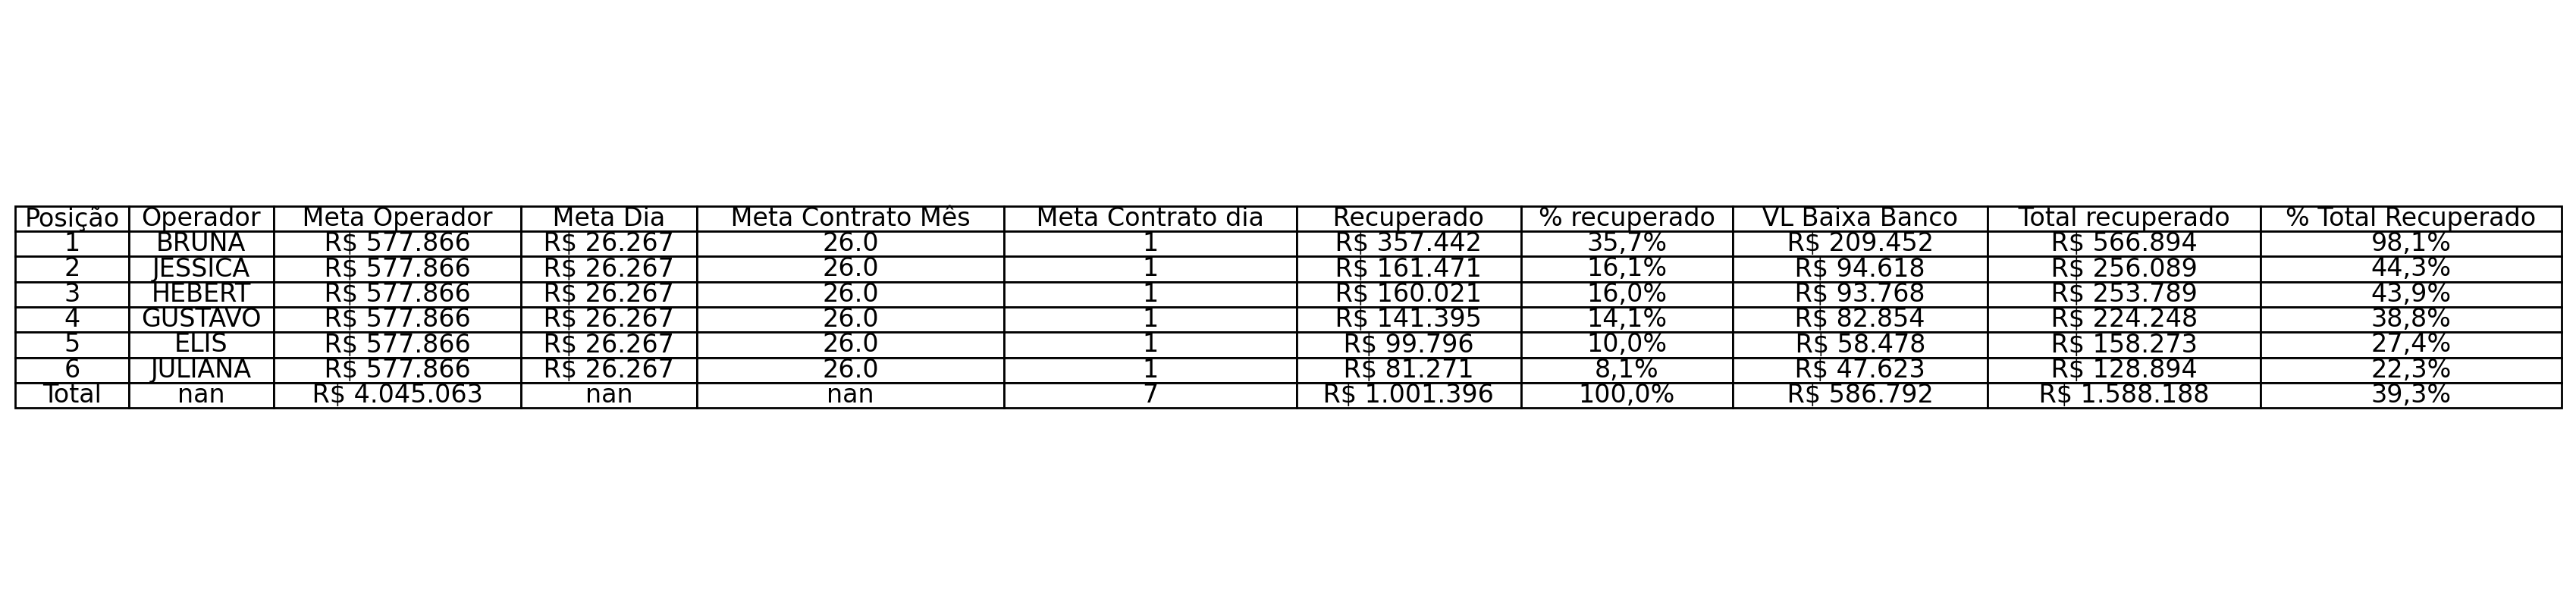 Posição Operador Meta Operador Meta Dia Meta Contrato Mês Meta Contrato dia Recuperado % recuperado VL Baixa Banco Total recuperado % Total Recuperado
1 BRUNA R$ 577.866 R$ 26.267 26.0 1 R$ 357.442 35,7% R$ 209.452 R$ 566.894 98,1%
2 JESSICA R$ 577.866 R$ 26.267 26.0 1 R$ 161.471 16,1% R$ 94.618 R$ 256.089 44,3%
3 HEBERT R$ 577.866 R$ 26.267 26.0 1 R$ 160.021 16,0% R$ 93.768 R$ 253.789 43,9%
4 GUSTAVO R$ 577.866 R$ 26.267 26.0 1 R$ 141.395 14,1% R$ 82.854 R$ 224.248 38,8%
5 ELIS R$ 577.866 R$ 26.267 26.0 1 R$ 99.796 10,0% R$ 58.478 R$ 158.273 27,4%
6 JULIANA R$ 577.866 R$ 26.267 26.0 1 R$ 81.271 8,1% R$ 47.623 R$ 128.894 22,3%
Total nan R$ 4.045.063 nan nan 7 R$ 1.001.396 100,0% R$ 586.792 R$ 1.588.188 39,3%